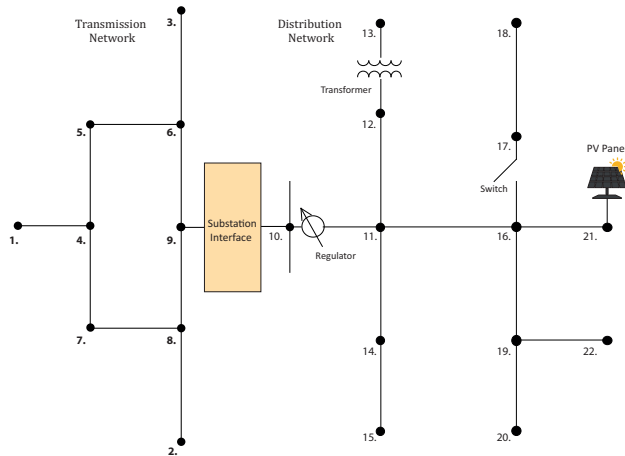 Transmission
Network
3.
Distribution
Network
13.
18.
Transformer
5.
6.
12.
17.
PV Pane
Switch
Substation
Interface
1.
4.
9.
10.
Regulator
11.
16.
21.
7.
8.
14.
19.
22.
2.
15.
20.